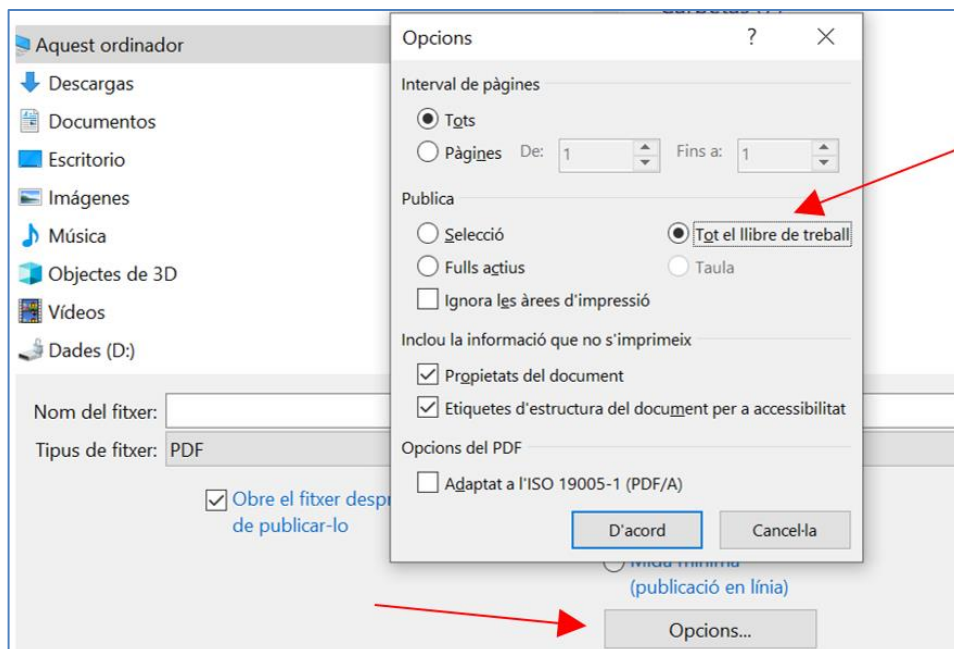 Aquest ordinador
Descargas
Documentos
Escritorio
Imágenes
Música
Objectes de 3D
Vídeos
Dades (D:)
Nom del fitxer:
Tipus de fitxer: PDF
Obre el fitxer
de publicar-lo
Opcions ?
Interval de pàgines
Tots
Pàgines De: 1 Fins a: 1
Publica
Selecció Tot el llibre de treball
Fulls actius Taula
Ignora les àrees d'impressió
Inclou la informació que no s'imprimeix
Propietats del document
Etiquetes d'estructura del document per a accessibilitat
Opcions del PDF
Adaptat a l'ISO 19005-1 (PDF/A)
D'acord Cancel·la
(publicació en línia)
Opcions...